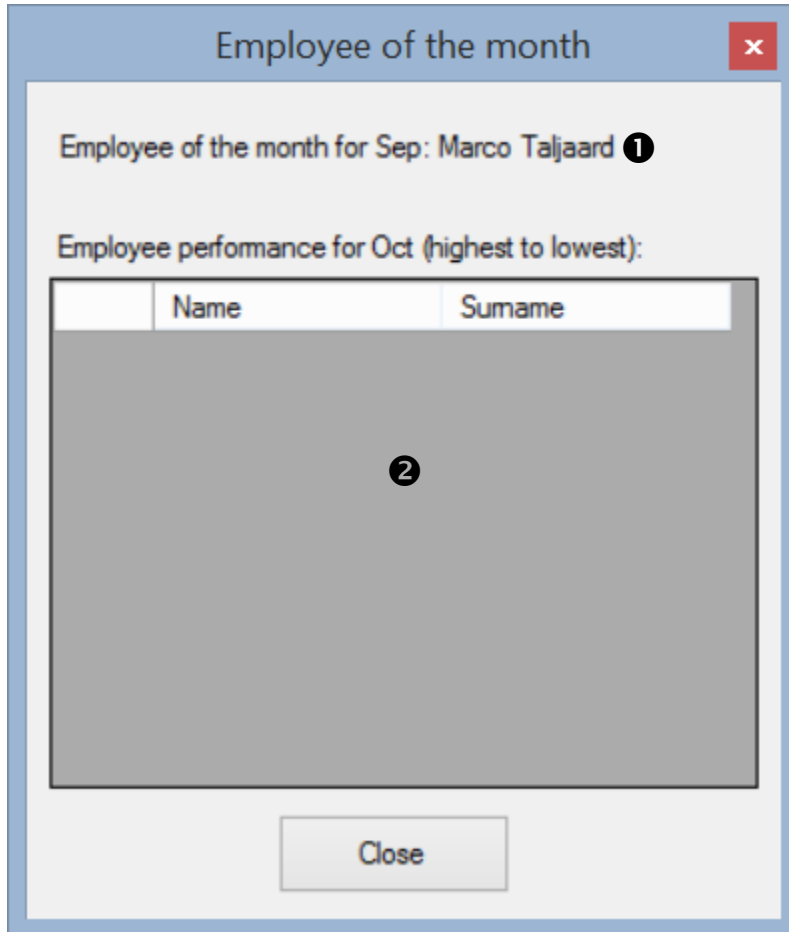 Employee of the month
x
Employee of the month for Sep: Marco Taljaard ❶
Employee performance for Oct (highest to lowest):
Name Surname
❷
Close